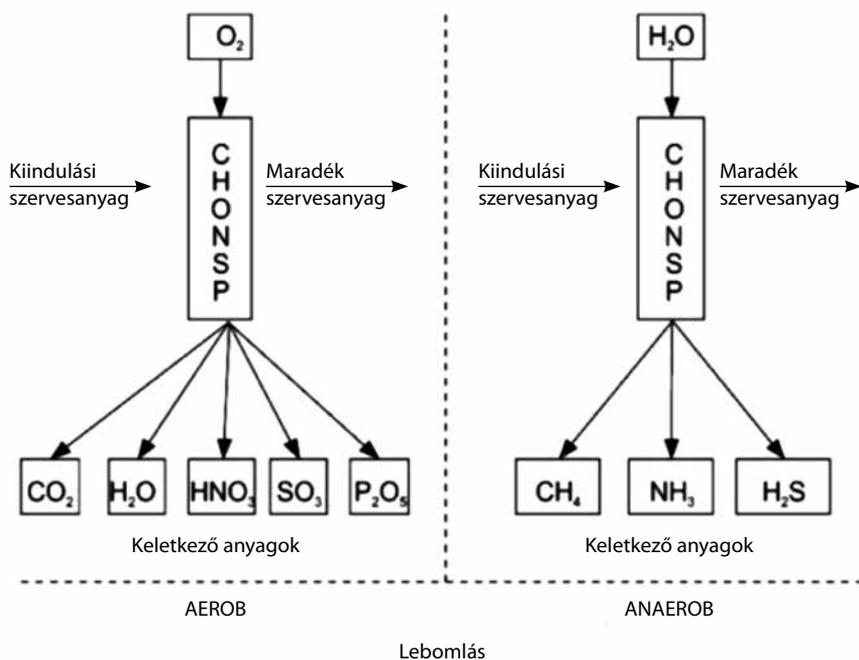 O₂
Kiindulási
szervesanyag
C
H
O
N
S
P
Maradék
szervesanyag
CO₂
H₂O
HNO₃
SO₃
P₂O₅
Keletkező anyagok
AEROB
H₂O
Kiindulási
szervesanyag
C
H
O
N
S
P
Maradék
szervesanyag
CH₄
NH₃
H₂S
Keletkező anyagok
ANAEROB
Lebomlás